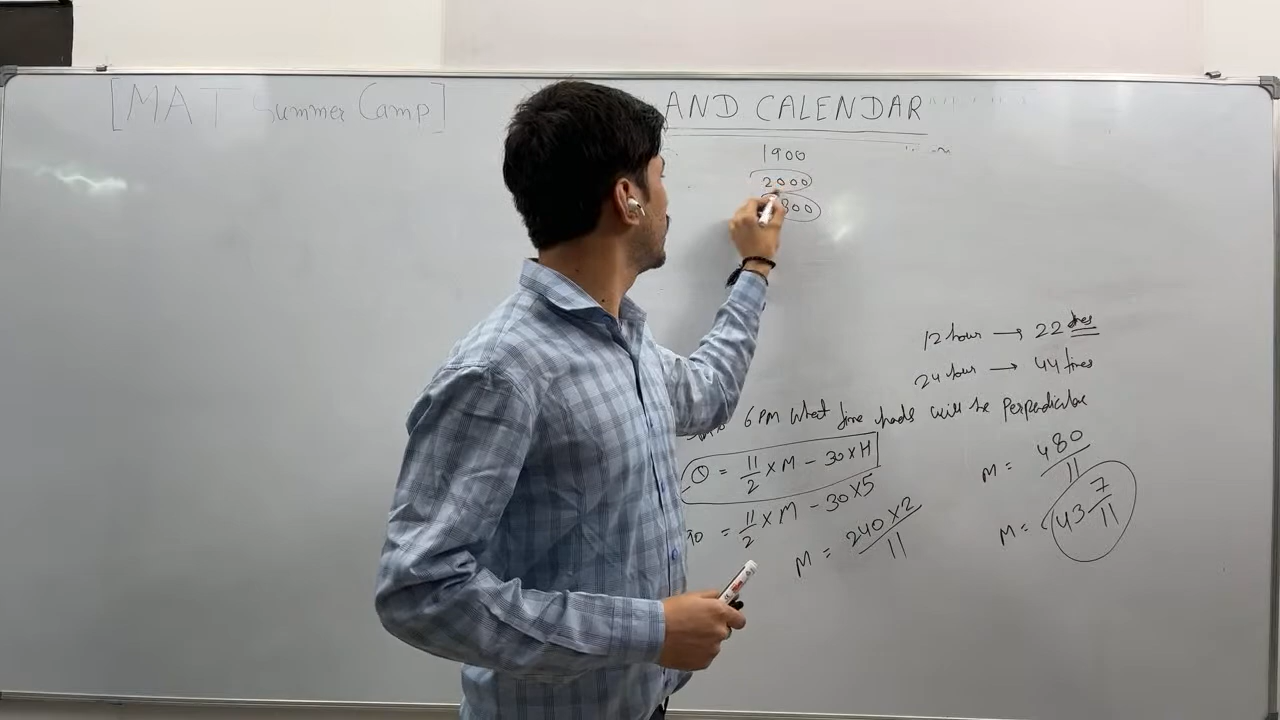 [MAT Summer Camp]
AND CALENDAR
1900
2000
300
12 hour → 22
24 hour → 44 times
6 PM what time hands will be Perpendicular
θ = 11/2 × M - 30×H
90 = 11/2 × M - 30×5
M = 240×2/11
M = 480/11
M = 43 7/11